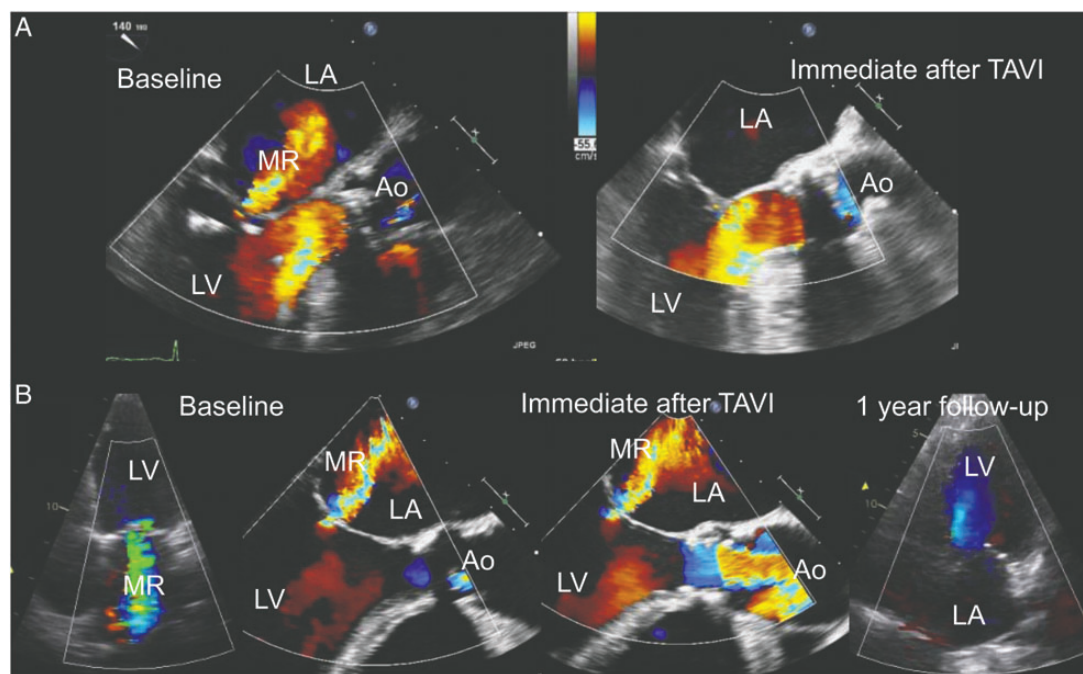 A
140 180
Baseline
LA
MR
Ao
LV
JPEG
-55.
cm/s
Immediate after TAVI
LA
Ao
LV
B
Baseline
LV
10
MR
MR
LA
LV
Ao
Immediate after TAVI
MR
LA
LV
Ao
1 year follow-up
5
LV
10
LA